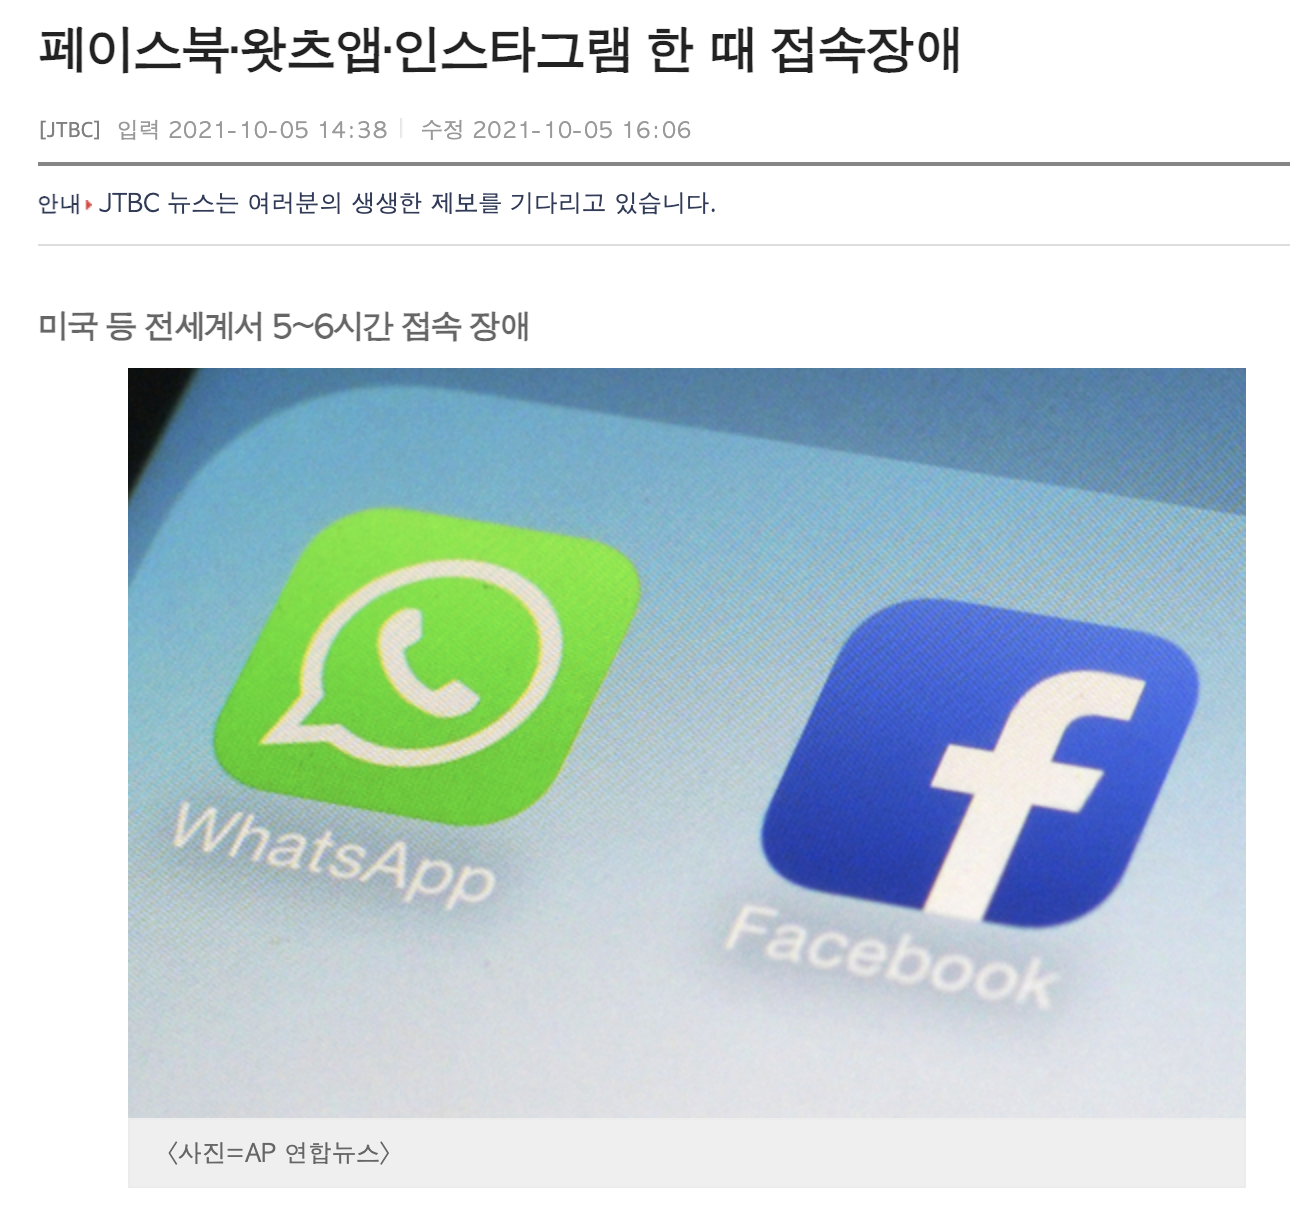 페이스북·왓츠앱·인스타그램 한 때 접속장애
[JTBC] 입력 2021-10-05 14:38 수정 2021-10-05 16:06
안내 JTBC 뉴스는 여러분의 생생한 제보를 기다리고 있습니다.
미국 등 전세계서 5~6시간 접속 장애
WhatsApp
Facebook
〈사진=AP 연합뉴스〉